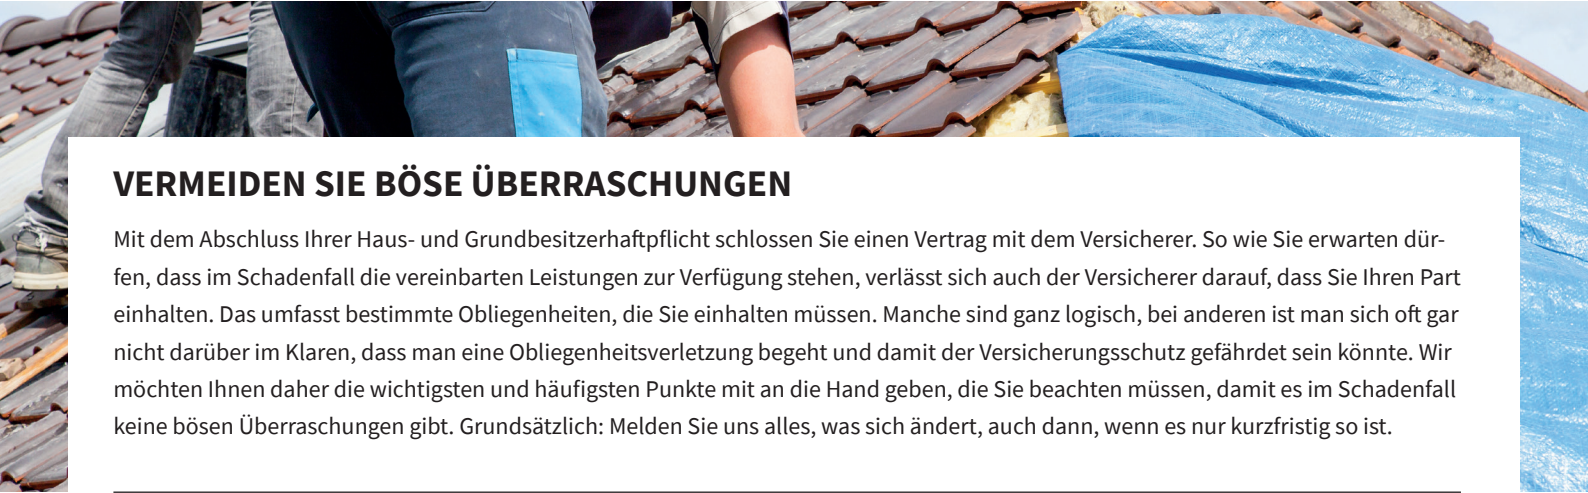 VERMEIDEN SIE BÖSE ÜBERRASCHUNGEN
Mit dem Abschluss Ihrer Haus- und Grundbesitzerhaftpflicht schlossen Sie einen Vertrag mit dem Versicherer. So wie Sie erwarten dür-
fen, dass im Schadenfall die vereinbarten Leistungen zur Verfügung stehen, verlässt sich auch der Versicherer darauf, dass Sie Ihren Part
einhalten. Das umfasst bestimmte Obliegenheiten, die Sie einhalten müssen. Manche sind ganz logisch, bei anderen ist man sich oft gar
nicht darüber im Klaren, dass man eine Obliegenheitsverletzung begeht und damit der Versicherungsschutz gefährdet sein könnte. Wir
möchten Ihnen daher die wichtigsten und häufigsten Punkte mit an die Hand geben, die Sie beachten müssen, damit es im Schadenfall
keine bösen Überraschungen gibt. Grundsätzlich: Melden Sie uns alles, was sich ändert, auch dann, wenn es nur kurzfristig so ist.